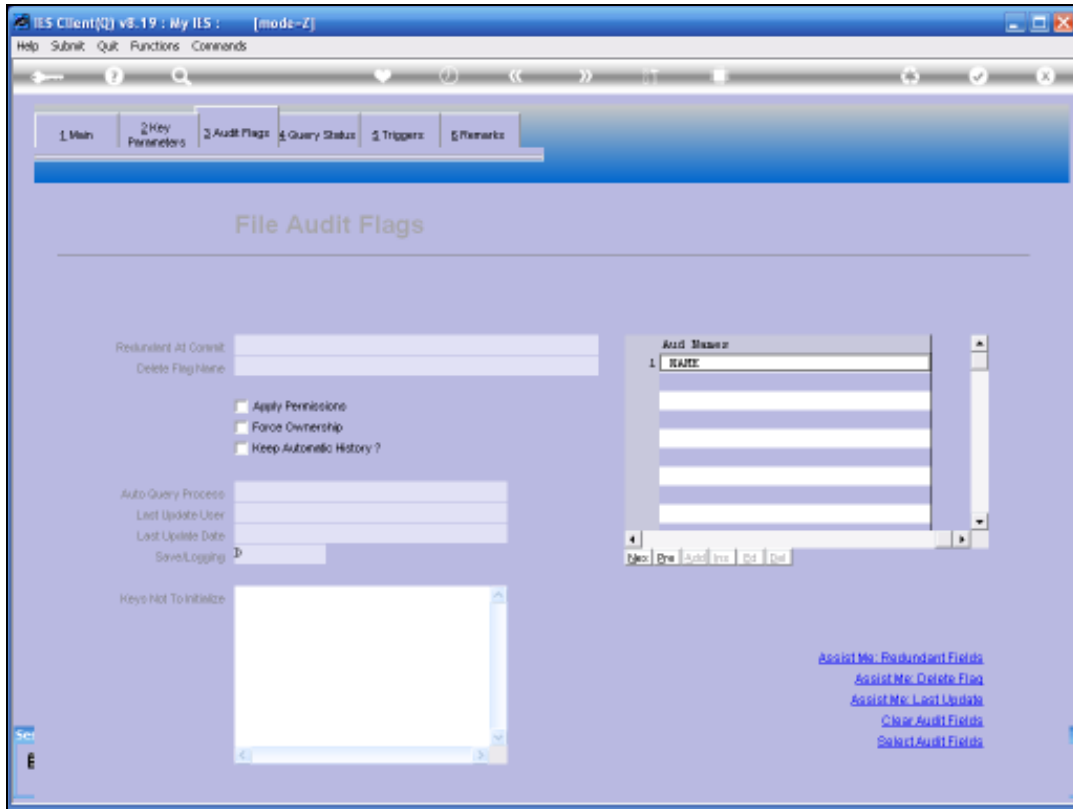 IES Client(Q) v8.19 : My IES : [mode-Z]
Help Submit Quit Functions Commands
1 Main
2 Key Parameters
3 Audit Flags
4 Query Status
5 Triggers
6 Remarks
File Audit Flags
Redundant At Commit
Delete Flag Name
Apply Permissions
Force Ownership
Keep Automatic History ?
Auto Query Process
Last Update User
Last Update Date
Save/Logging D
Keys Not To Initialize
Aud Names
1 NAME
Nex Pre Add Ins Ed Del
Assist Me: Redundant Fields
Assist Me: Delete Flag
Assist Me: Last Update
Clear Audit Fields
Select Audit Fields